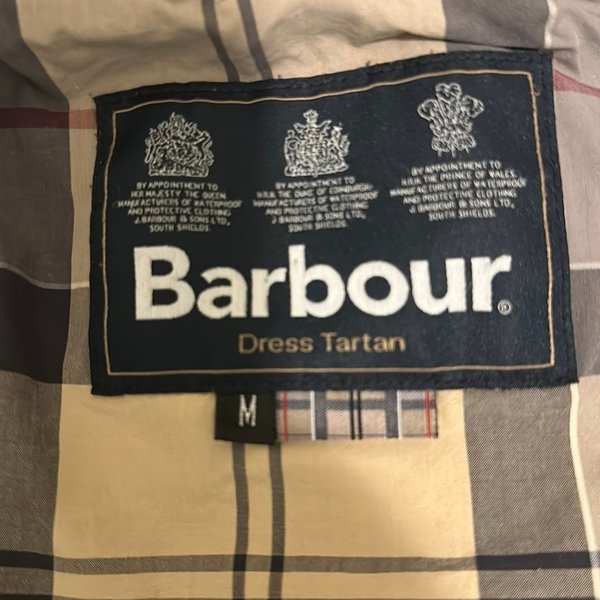 BY APPOINTMENT TO
HER MAJESTY THE QUEEN.
MANUFACTURERS OF WATERPROOF
AND PROTECTIVE CLOTHING
J. BARBOUR & SONS LTD.
SOUTH SHIELDS.
BY APPOINTMENT TO
H.R.H. THE DUKE OF EDINBURGH
MANUFACTURERS OF WATERPROOF
AND PROTECTIVE CLOTHING
J. BARBOUR & SONS LTD.
SOUTH SHIELDS.
BY APPOINTMENT TO
H.R.H. THE PRINCE OF WALES.
MANUFACTURERS OF WATERPROOF
AND PROTECTIVE CLOTHING
J. BARBOUR & SONS LTD.
SOUTH SHIELDS.
Barbour®
Dress Tartan
M